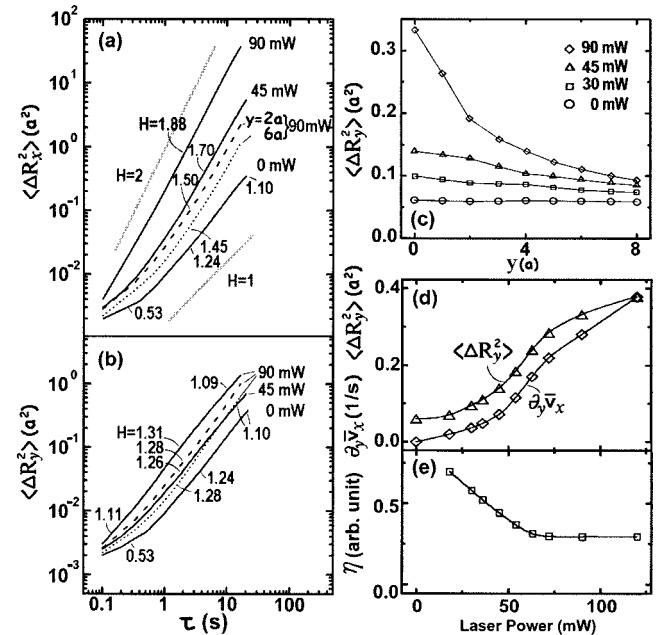 (a)
⟨ΔR²ₓ⟩ (a²)
10²
10¹
10⁰
10⁻¹
10⁻²
90 mW
45 mW
y=2a
6a
}90mW
0 mW
1.10
H=1.88
H=2
1.70
1.50
1.45
1.24
0.53
H=1
(b)
⟨ΔR²y⟩ (a²)
10⁰
10⁻¹
10⁻²
10⁻³
1.09
90 mW
45 mW
0 mW
1.10
H=1.31
1.28
1.26
1.24
1.28
1.11
0.53
0.1
1
10
100
τ (s)
⟨ΔR²y⟩ (a²)
0.3
0.2
0.1
0.0
90 mW
45 mW
30 mW
0 mW
(c)
0
4
8
y(a)
∂y v̄ₓ (1/s) ⟨ΔR²y⟩ (a²)
0.4
0.2
0.0
(d)
⟨ΔR²y⟩
∂y v̄ₓ
η (arb. unit)
0.5
0.0
(e)
0
50
100
Laser Power (mW)